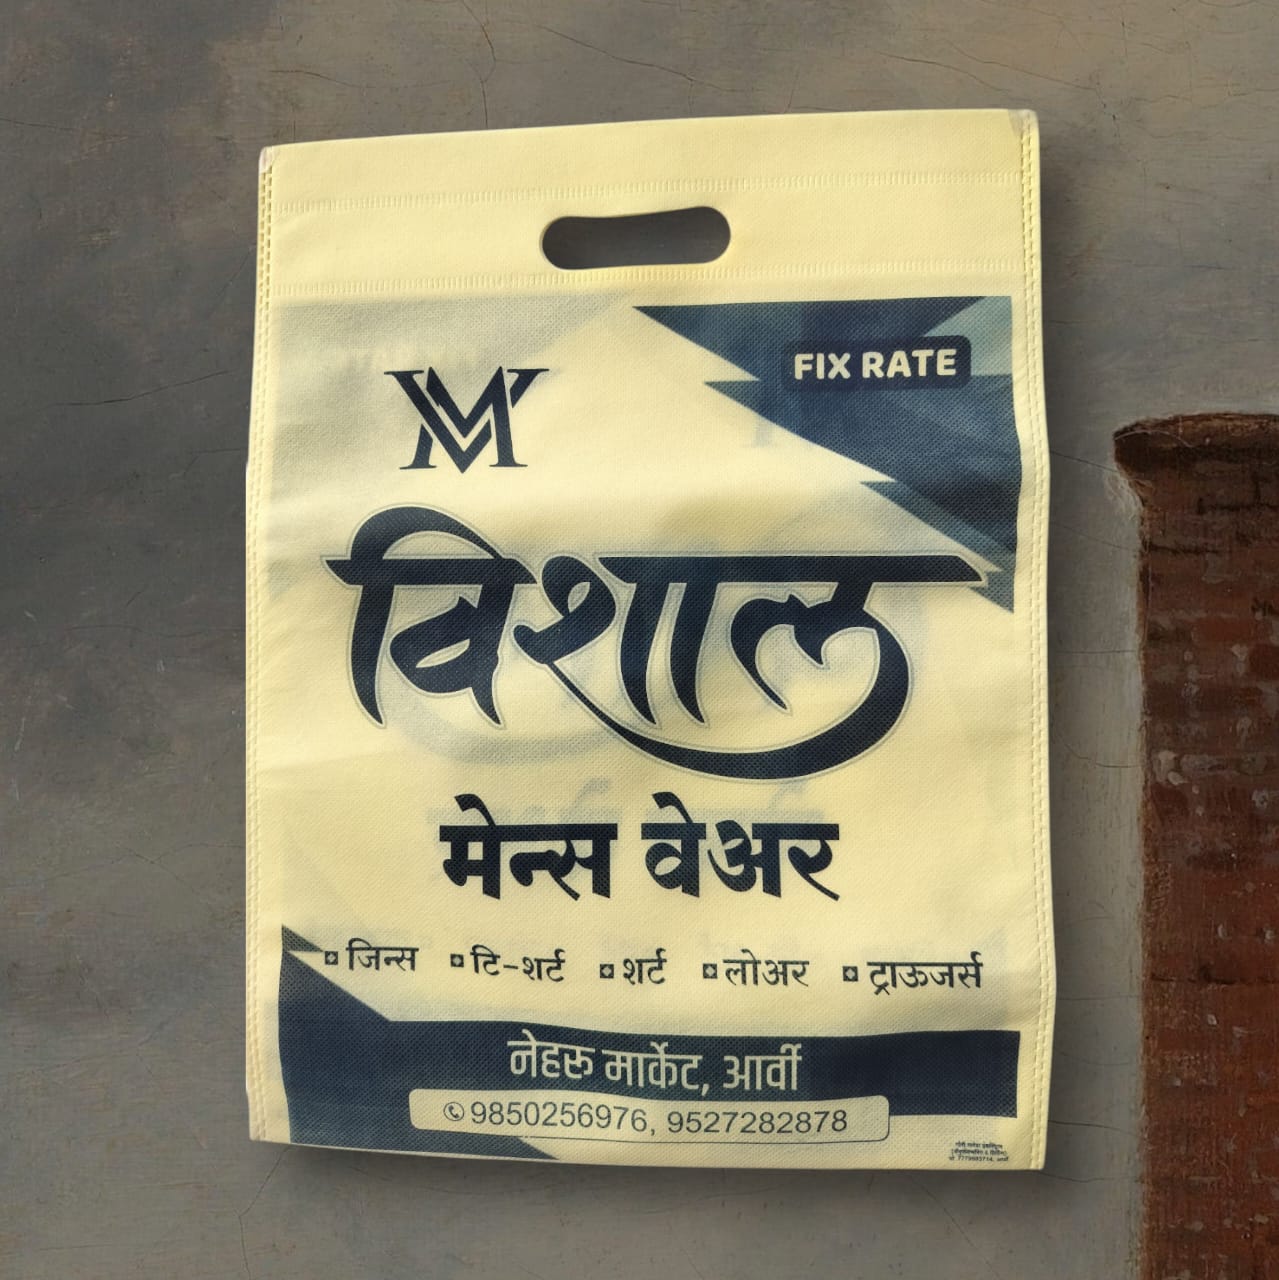 VM
FIX RATE
विशाल
मेन्स वेअर
जिन्स टि-शर्ट शर्ट लोअर ट्राऊजर्स
नेहरू मार्केट, आर्वी
9850256976, 9527282878